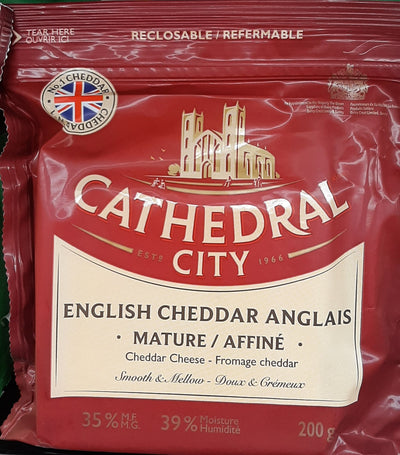 TEAR HERE
OUVRIR ICI
RECLOSABLE / REFERMABLE
No. 1 CHEDDAR
CHEDDAR
CATHEDRAL
CITY
ESTD 1966
ENGLISH CHEDDAR ANGLAIS
• MATURE / AFFINÉ •
Cheddar Cheese - Fromage cheddar
Smooth & Mellow - Doux & Crémeux
35% M.F.
M.G.
39% Moisture
Humidité
200 g